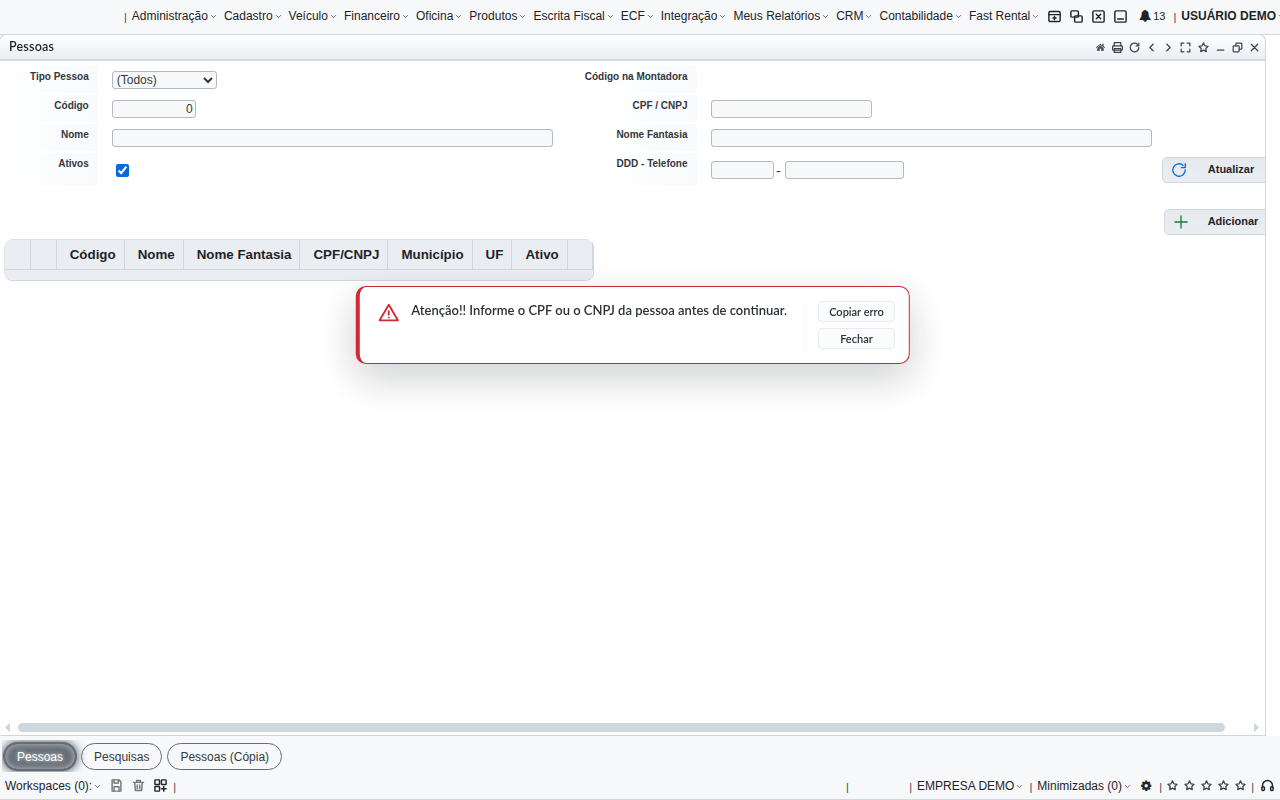 | Administração Cadastro Veículo Financeiro Oficina Produtos Escrita Fiscal ECF Integração Meus Relatórios CRM Contabilidade Fast Rental 13 | USUÁRIO DEMO
Pessoas
Tipo Pessoa (Todos) Código na Montadora
Código 0 CPF / CNPJ
Nome Nome Fantasia
Ativos DDD - Telefone - Atualizar
Adicionar
Código Nome Nome Fantasia CPF/CNPJ Município UF Ativo
Atenção!! Informe o CPF ou o CNPJ da pessoa antes de continuar. Copiar erro
Fechar
Pessoas Pesquisas Pessoas (Cópia)
Workspaces (0): | | | EMPRESA DEMO | Minimizadas (0) | |